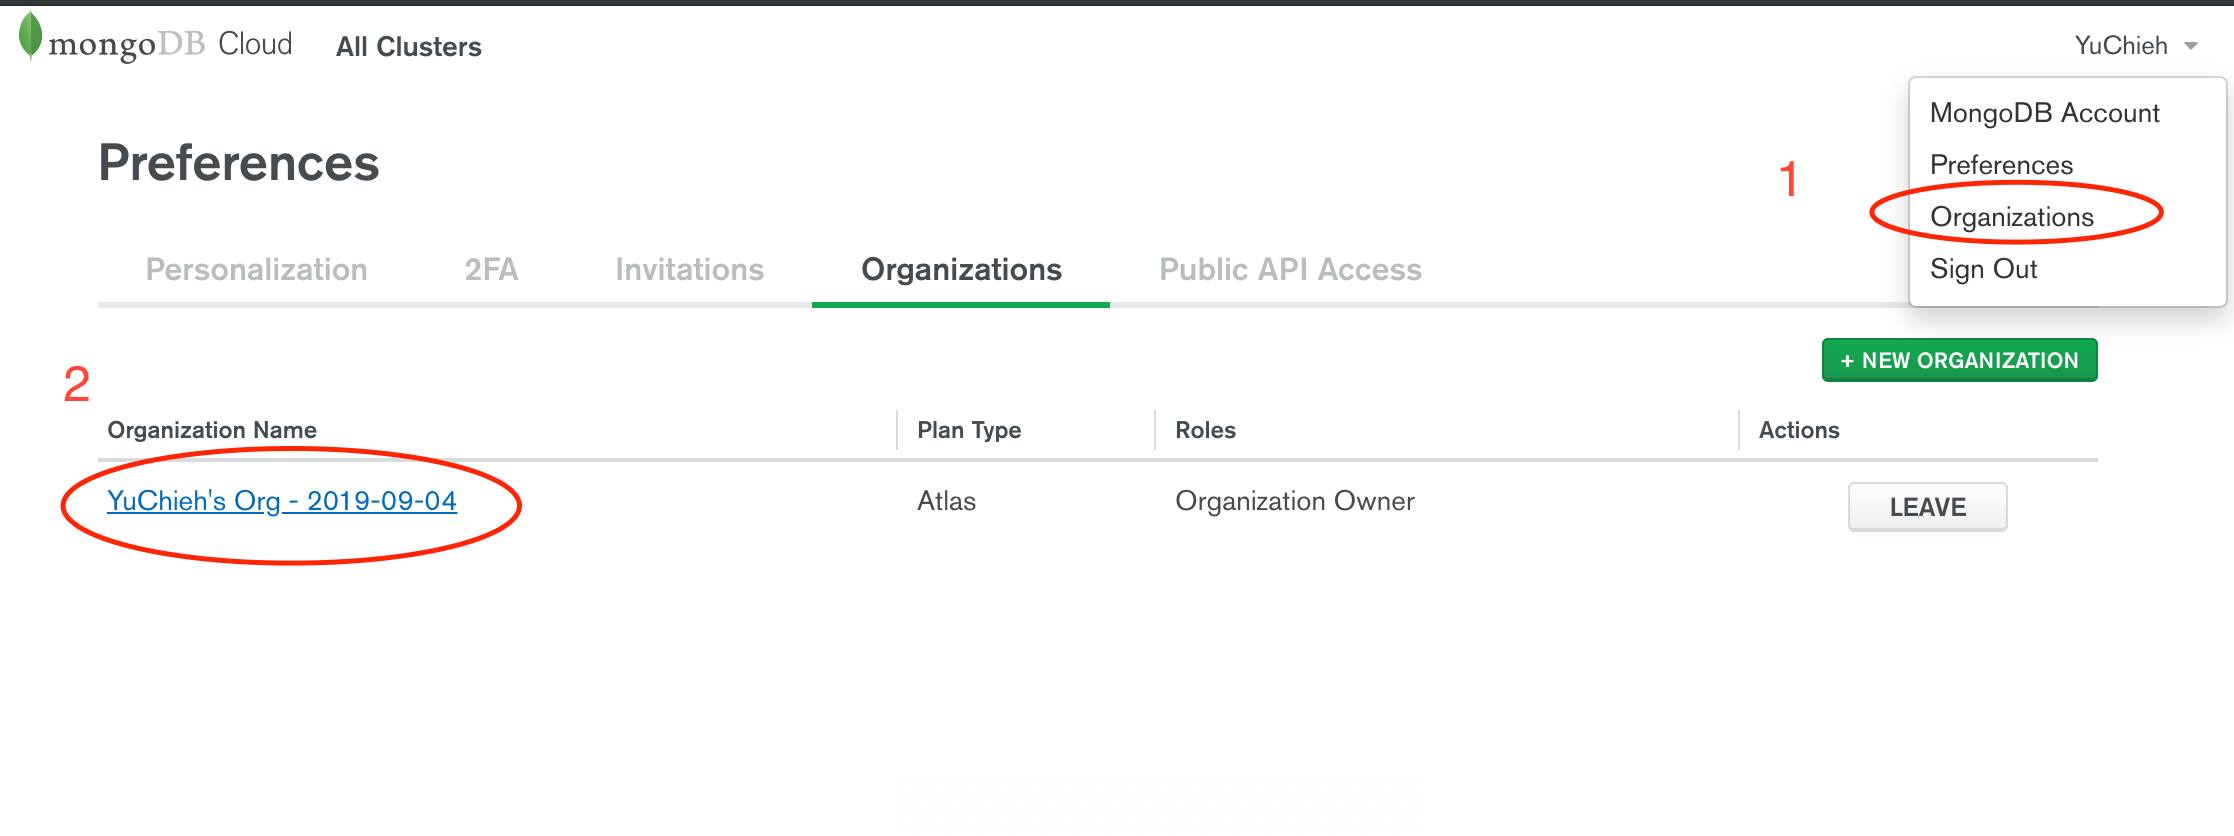 mongoDB Cloud All Clusters YuChieh
MongoDB Account
Preferences
Organizations
Sign Out
1
Preferences
Personalization 2FA Invitations Organizations Public API Access
+ NEW ORGANIZATION
2
Organization Name Plan Type Roles Actions
YuChieh's Org - 2019-09-04 Atlas Organization Owner LEAVE